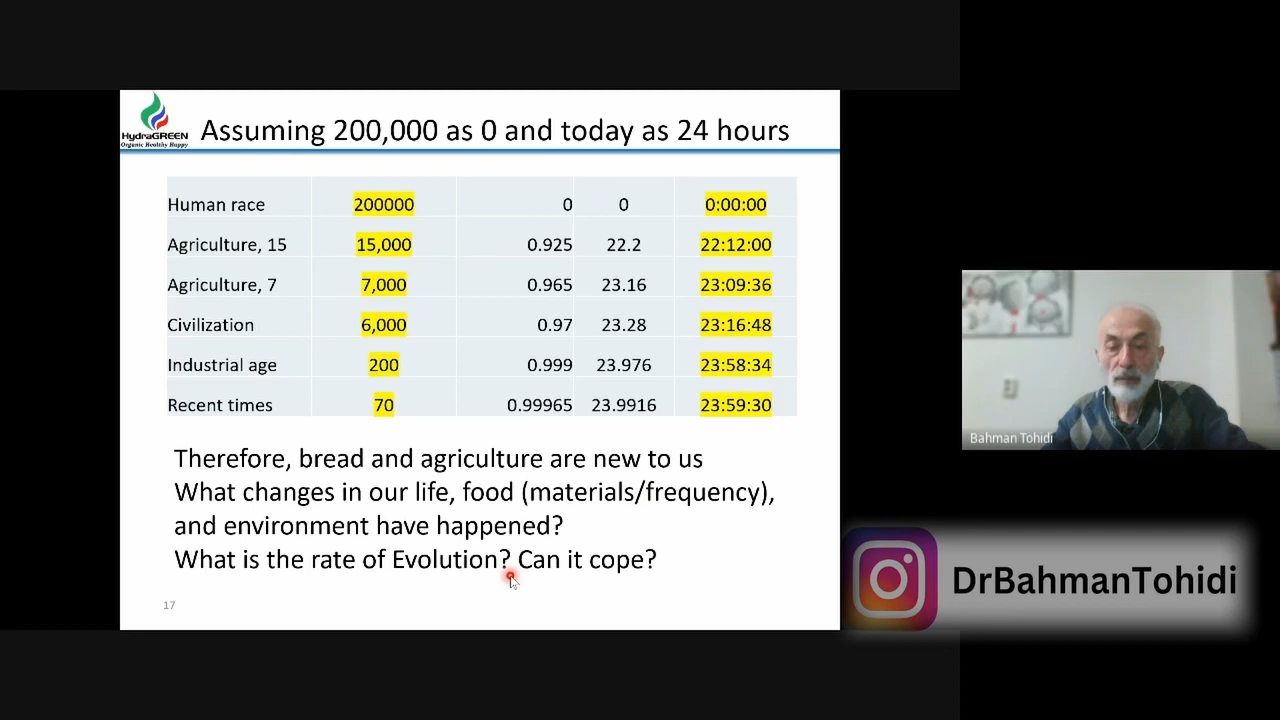 HydraGREEN
Organic Healthy Happy
Assuming 200,000 as 0 and today as 24 hours
Human race 200000 0 0 0:00:00
Agriculture, 15 15,000 0.925 22.2 22:12:00
Agriculture, 7 7,000 0.965 23.16 23:09:36
Civilization 6,000 0.97 23.28 23:16:48
Industrial age 200 0.999 23.976 23:58:34
Recent times 70 0.99965 23.9916 23:59:30
Therefore, bread and agriculture are new to us
What changes in our life, food (materials/frequency),
and environment have happened?
What is the rate of Evolution? Can it cope?
17
Bahman Tohidi
DrBahmanTohidi